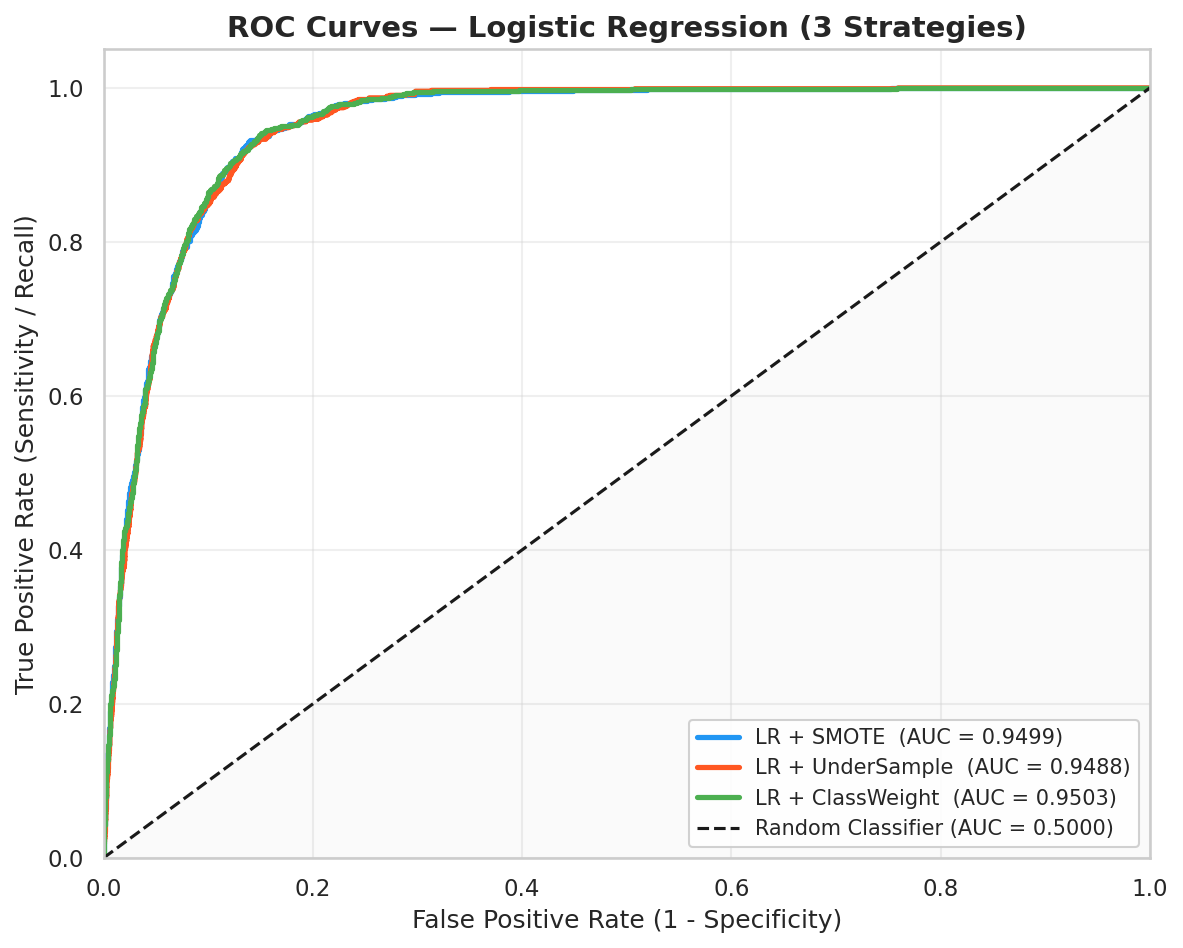 ROC Curves — Logistic Regression (3 Strategies)
True Positive Rate (Sensitivity / Recall)
1.0
0.8
0.6
0.4
0.2
0.0
LR + SMOTE  (AUC = 0.9499)
LR + UnderSample  (AUC = 0.9488)
LR + ClassWeight  (AUC = 0.9503)
Random Classifier (AUC = 0.5000)
0.0 0.2 0.4 0.6 0.8 1.0
False Positive Rate (1 - Specificity)